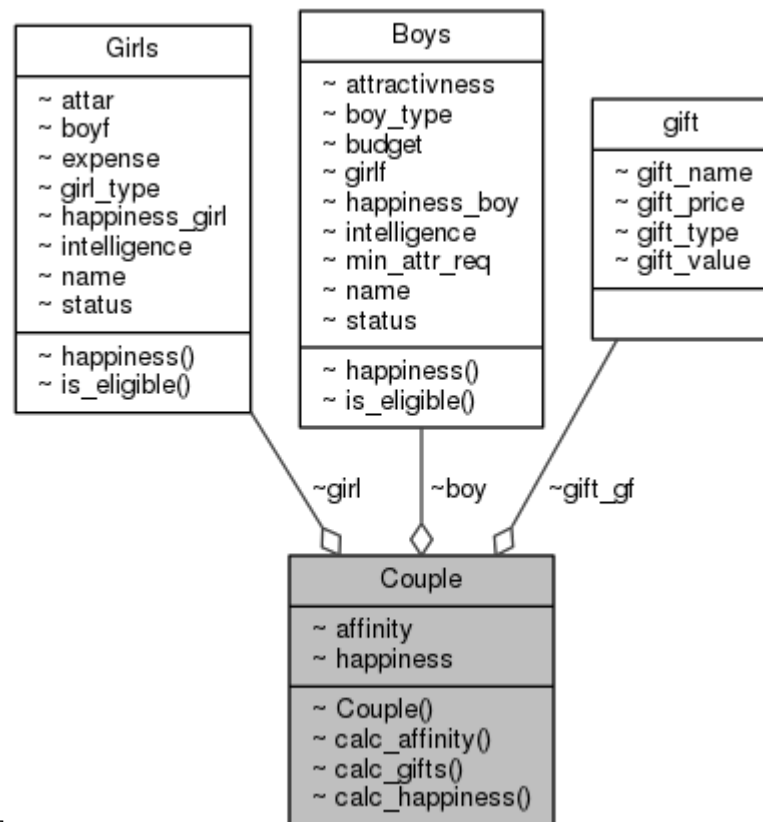 Girls
~ attar
~ boyf
~ expense
~ girl_type
~ happiness_girl
~ intelligence
~ name
~ status
~ happiness()
~ is_eligible()
Boys
~ attractivness
~ boy_type
~ budget
~ girlf
~ happiness_boy
~ intelligence
~ min_attr_req
~ name
~ status
~ happiness()
~ is_eligible()
gift
~ gift_name
~ gift_price
~ gift_type
~ gift_value
~girl
~boy
~gift_gf
Couple
~ affinity
~ happiness
~ Couple()
~ calc_affinity()
~ calc_gifts()
~ calc_happiness()